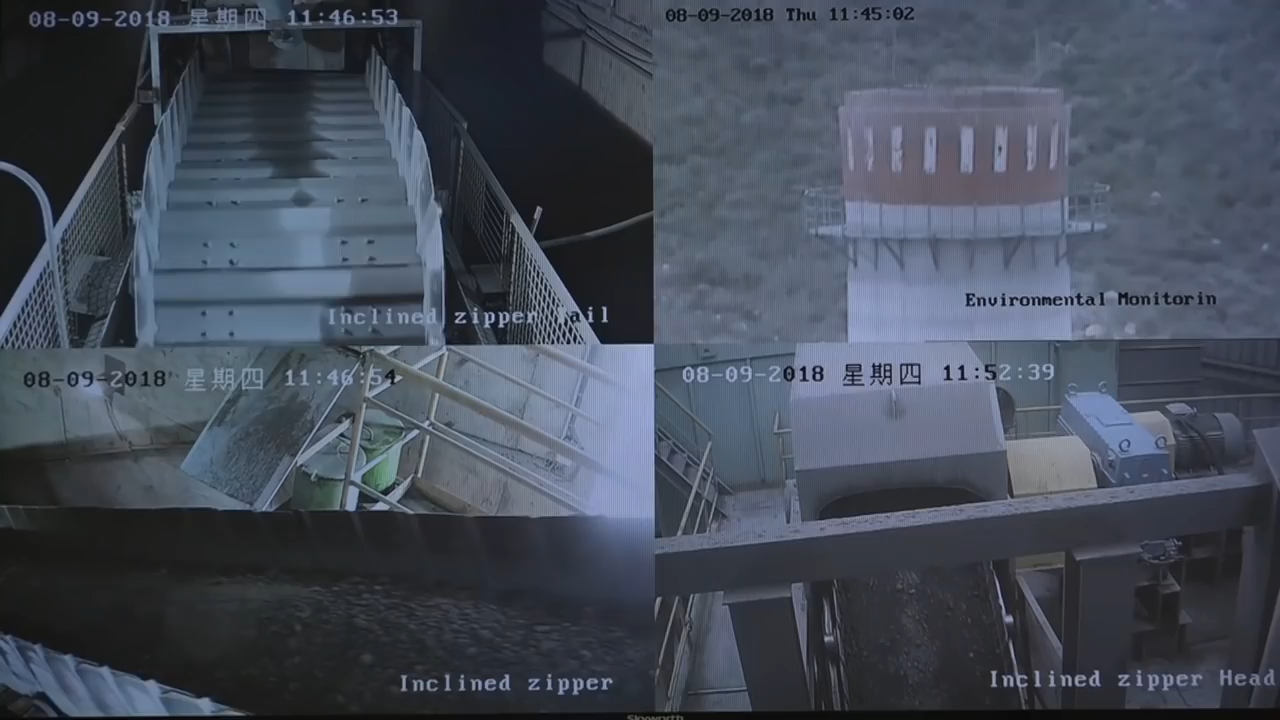 08-09-2018 星期四 11:46:53
Inclined zipper ail
08-09-2018 Thu 11:45:02
Environmental Monitorin
08-09-2018 星期四 11:46:54
Inclined zipper
08-09-2018 星期四 11:52:39
Inclined zipper Head
Skyworth